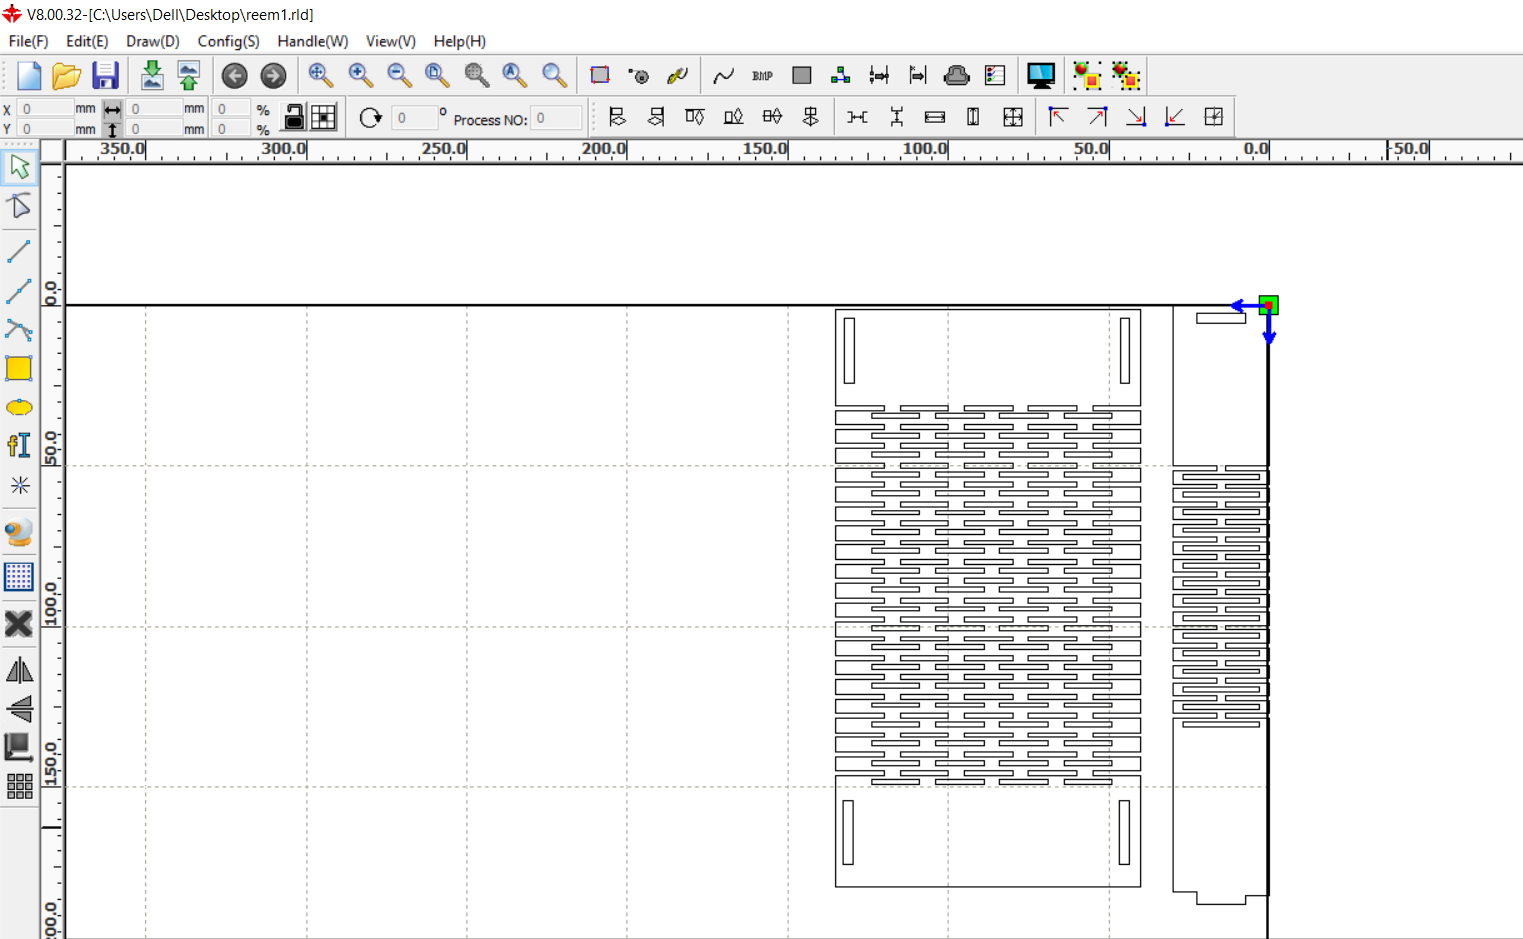 V8.00.32-[C:\Users\Dell\Desktop\reem1.rld]
File(F) Edit(E) Draw(D) Config(S) Handle(W) View(V) Help(H)
BMP
X 0 mm 0 mm 0 %
Y 0 mm 0 mm 0 %
0 ° Process NO: 0
350.0 300.0 250.0 200.0 150.0 100.0 50.0 0.0 -50.0
0.0
50.0
100.0
150.0
00.0